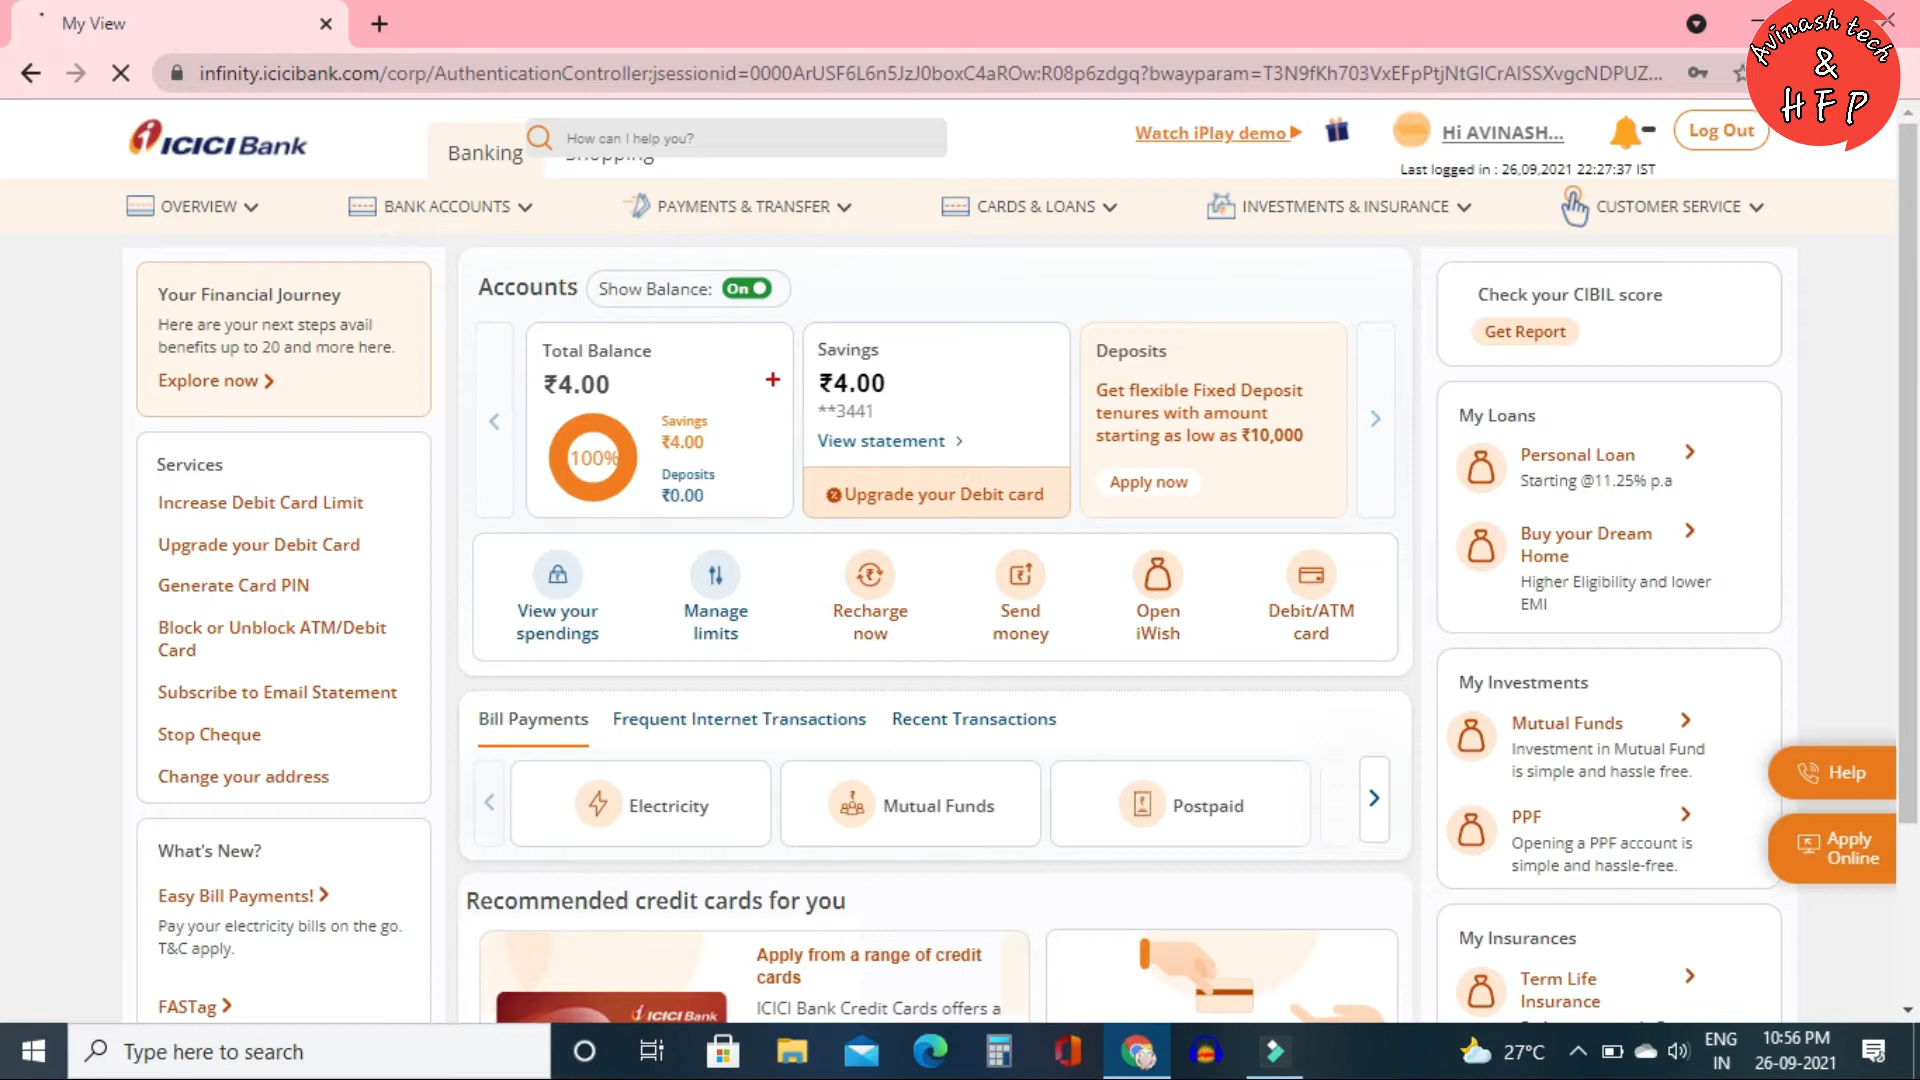 My View
infinity.icicibank.com/corp/AuthenticationController;jsessionid=0000ArUSF6L6n5JzJ0boxC4aROw:R08p6zdgq?bwayparam=T3N9fKh703VxEFpPtjNtGICrAISSXvgcNDPUZ...
Avinash tech
&
HFP
ICICI Bank
Banking
Shopping
How can I help you?
Watch iPlay demo
Hi AVINASH...
Log Out
Last logged in : 26,09,2021 22:27:37 IST
OVERVIEW
BANK ACCOUNTS
PAYMENTS & TRANSFER
CARDS & LOANS
INVESTMENTS & INSURANCE
CUSTOMER SERVICE
Your Financial Journey
Here are your next steps avail
benefits up to 20 and more here.
Explore now
Services
Increase Debit Card Limit
Upgrade your Debit Card
Generate Card PIN
Block or Unblock ATM/Debit
Card
Subscribe to Email Statement
Stop Cheque
Change your address
What's New?
Easy Bill Payments!
Pay your electricity bills on the go.
T&C apply.
FASTag
Accounts
Show Balance: On
Total Balance
₹4.00
+
100%
Savings
₹4.00
Deposits
₹0.00
Savings
₹4.00
**3441
View statement
Upgrade your Debit card
Deposits
Get flexible Fixed Deposit
tenures with amount
starting as low as ₹10,000
Apply now
View your
spendings
Manage
limits
Recharge
now
Send
money
Open
iWish
Debit/ATM
card
Bill Payments
Frequent Internet Transactions
Recent Transactions
Electricity
Mutual Funds
Postpaid
Recommended credit cards for you
Apply from a range of credit
cards
ICICI Bank Credit Cards offers a
ICICI Bank
Check your CIBIL score
Get Report
My Loans
Personal Loan
Starting @11.25% p.a
Buy your Dream
Home
Higher Eligibility and lower
EMI
My Investments
Mutual Funds
Investment in Mutual Fund
is simple and hassle free.
PPF
Opening a PPF account is
simple and hassle-free.
My Insurances
Term Life
Insurance
Help
Apply
Online
Type here to search
27°C
ENG
IN
10:56 PM
26-09-2021